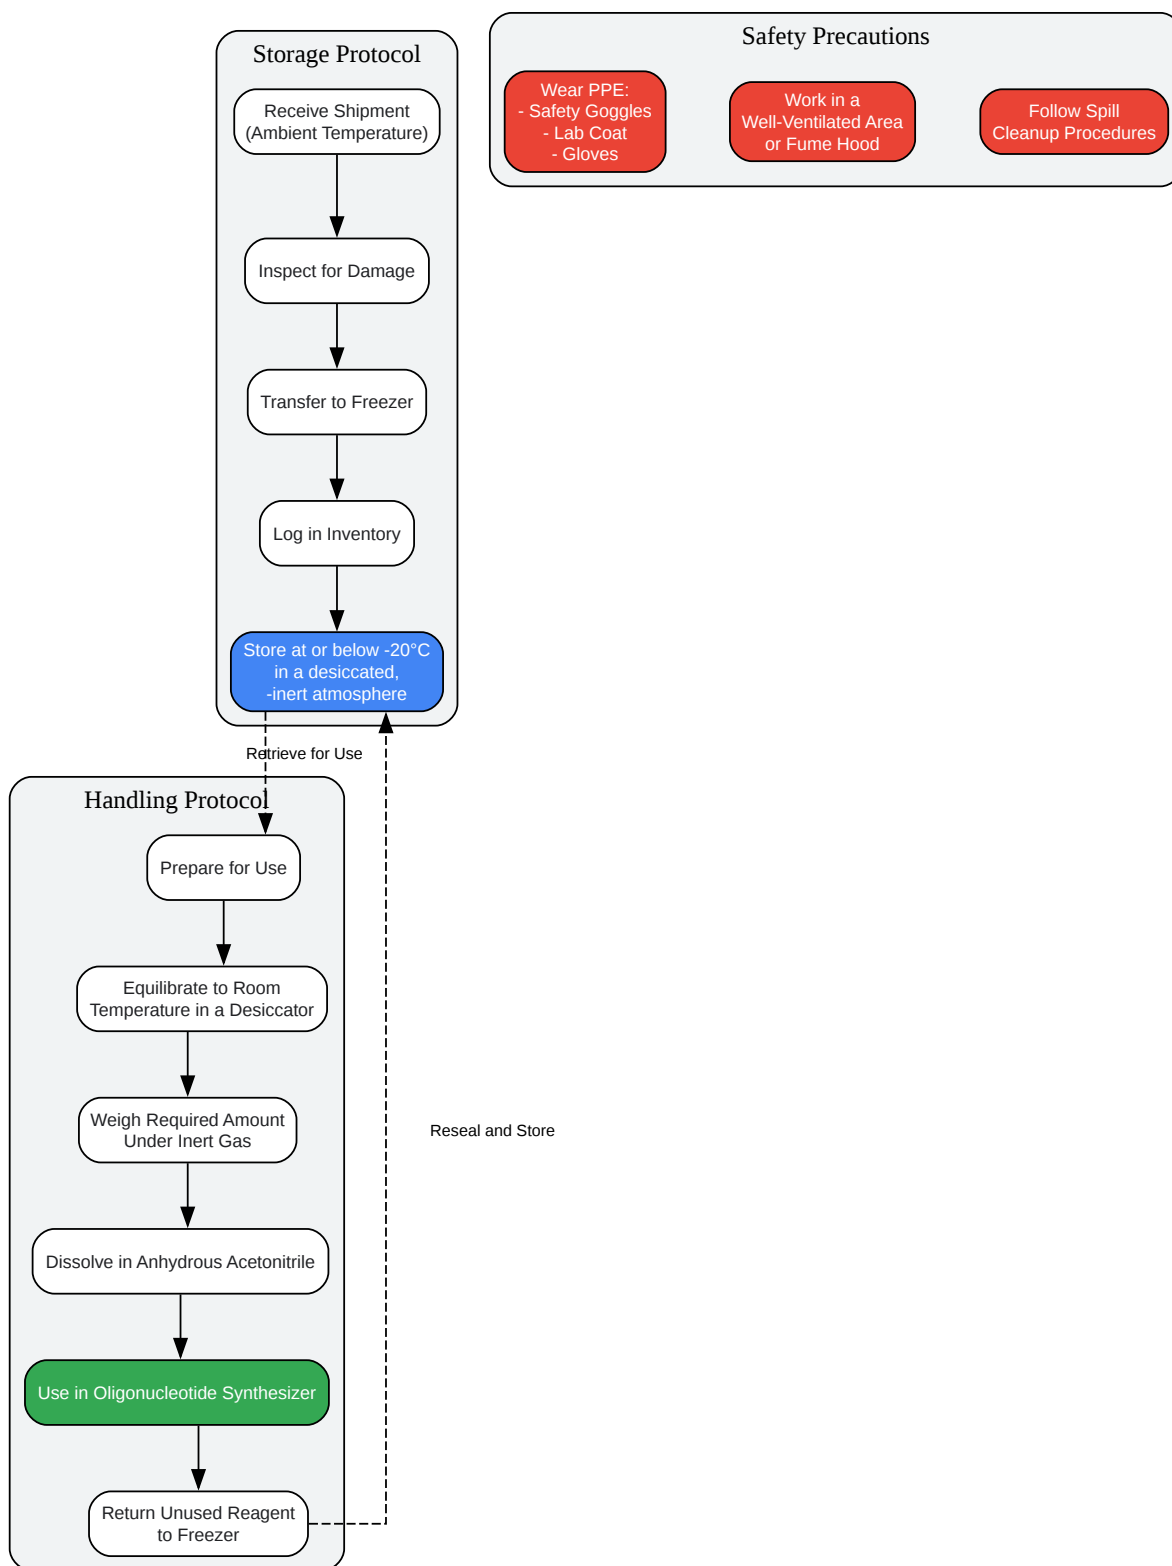 Storage Protocol
Receive Shipment
(Ambient Temperature)
Inspect for Damage
Transfer to Freezer
Log in Inventory
Store at or below -20°C
in a desiccated,
-inert atmosphere
Safety Precautions
Wear PPE:
- Safety Goggles
- Lab Coat
- Gloves
Work in a
Well-Ventilated Area
or Fume Hood
Follow Spill
Cleanup Procedures
Retrieve for Use
Handling Protocol
Prepare for Use
Equilibrate to Room
Temperature in a Desiccator
Weigh Required Amount
Under Inert Gas
Dissolve in Anhydrous Acetonitrile
Use in Oligonucleotide Synthesizer
Return Unused Reagent
to Freezer
Reseal and Store